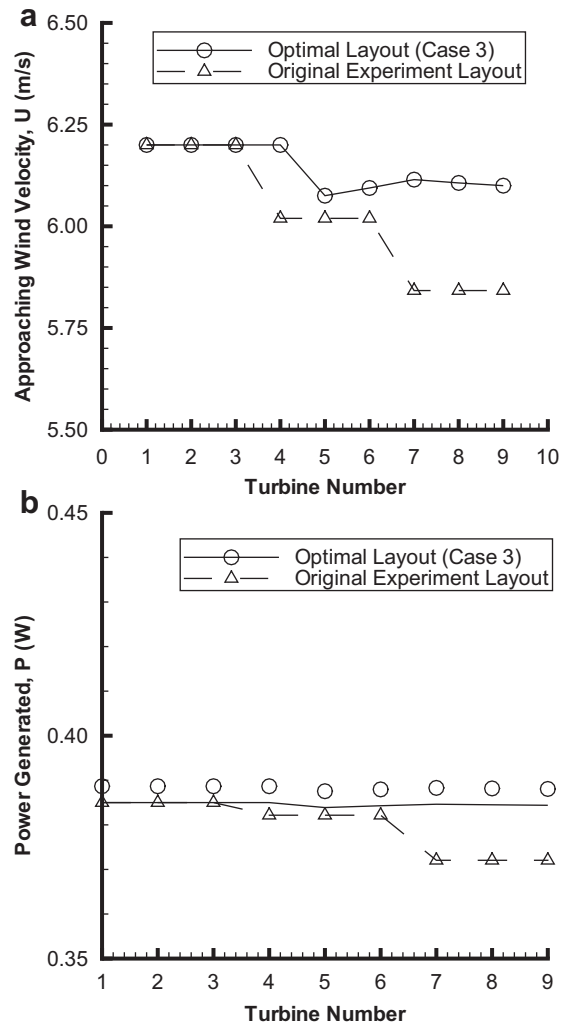 a
6.50
Optimal Layout (Case 3)
Original Experiment Layout
6.25
6.00
5.75
5.50
Approaching Wind Velocity, U (m/s)
0 1 2 3 4 5 6 7 8 9 10
Turbine Number
b
0.45
Optimal Layout (Case 3)
Original Experiment Layout
0.40
0.35
Power Generated, P (W)
1 2 3 4 5 6 7 8 9
Turbine Number